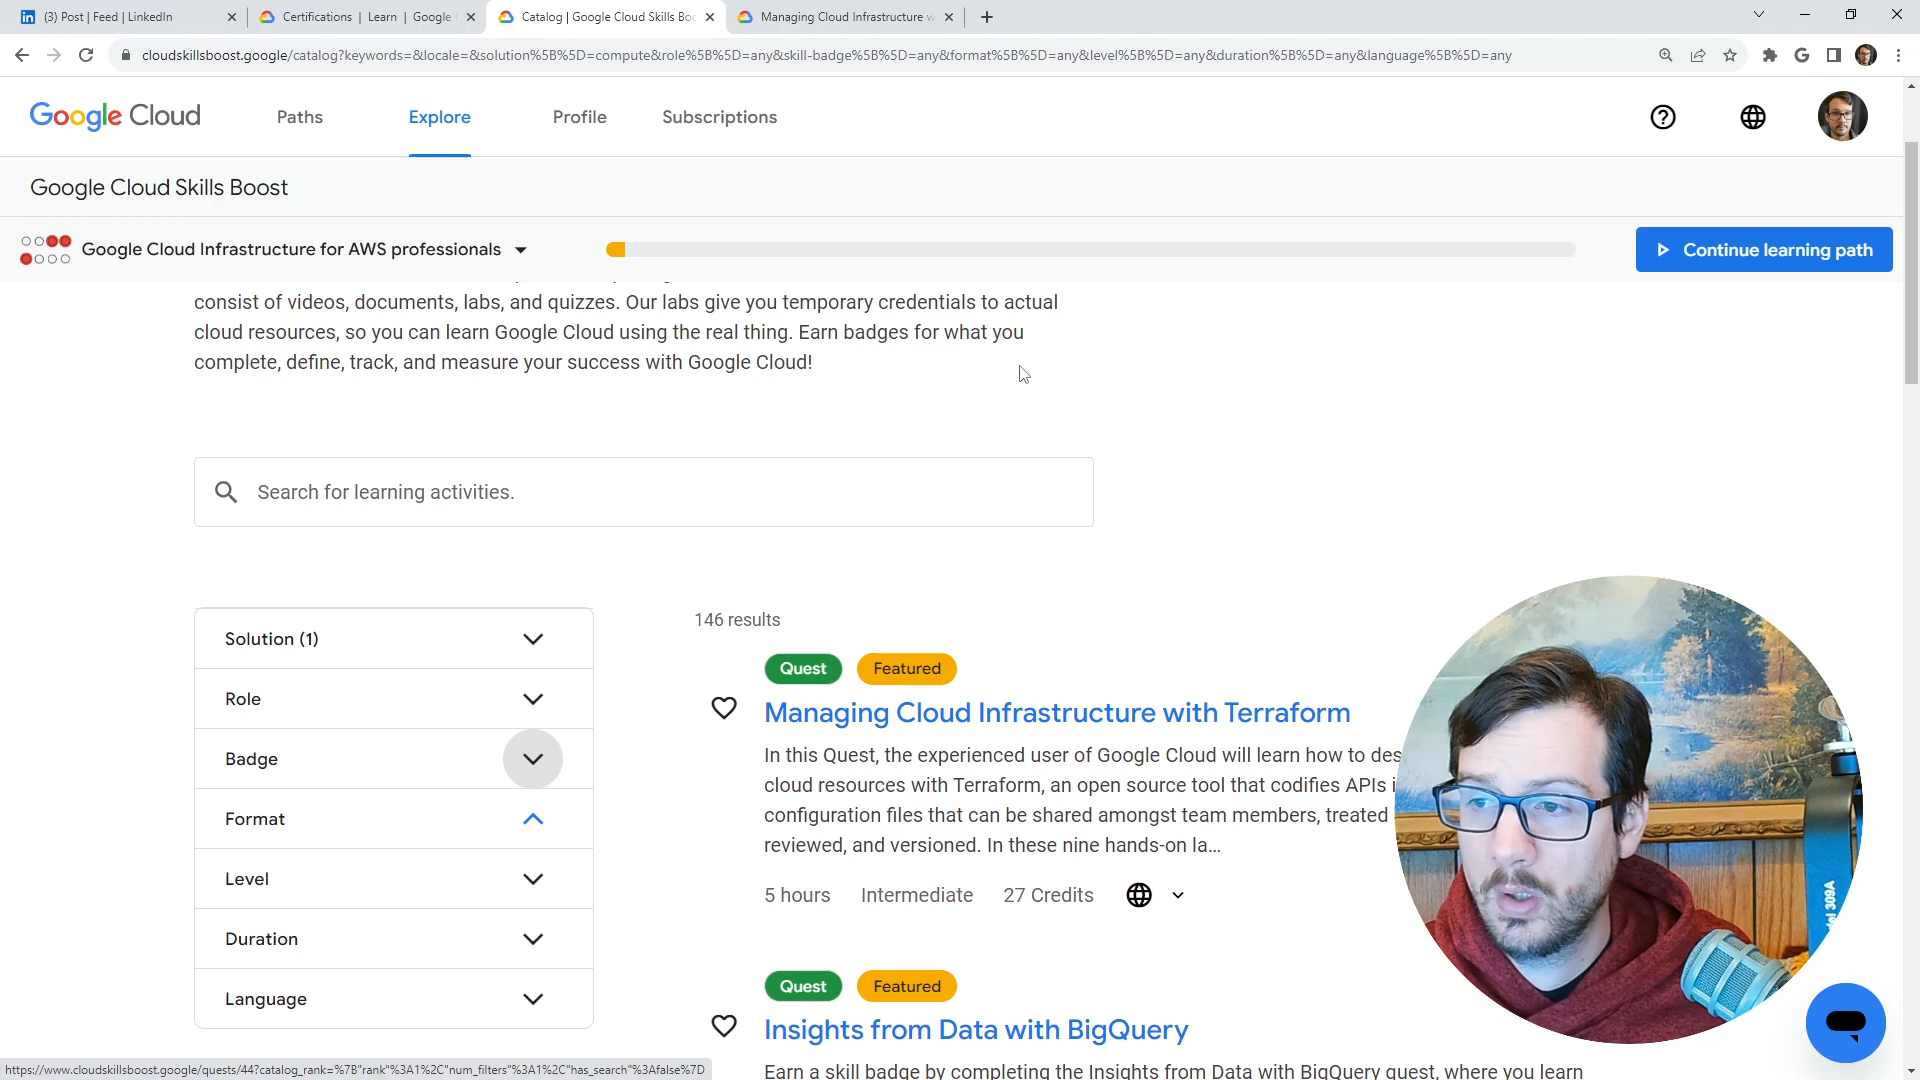 (3) Post | Feed | LinkedIn
Certifications | Learn | Google
Catalog | Google Cloud Skills Boo
Managing Cloud Infrastructure w
cloudskillsboost.google/catalog?keywords=&locale=&solution%5B%5D=compute&role%5B%5D=any&skill-badge%5B%5D=any&format%5B%5D=any&level%5B%5D=any&duration%5B%5D=any&language%5B%5D=any
Google Cloud
Paths
Explore
Profile
Subscriptions
Google Cloud Skills Boost
Google Cloud Infrastructure for AWS professionals
Continue learning path
consist of videos, documents, labs, and quizzes. Our labs give you temporary credentials to actual
cloud resources, so you can learn Google Cloud using the real thing. Earn badges for what you
complete, define, track, and measure your success with Google Cloud!
Search for learning activities.
Solution (1)
Role
Badge
Format
Level
Duration
Language
146 results
Quest
Featured
Managing Cloud Infrastructure with Terraform
In this Quest, the experienced user of Google Cloud will learn how to des
cloud resources with Terraform, an open source tool that codifies APIs i
configuration files that can be shared amongst team members, treated
reviewed, and versioned. In these nine hands-on la...
5 hours
Intermediate
27 Credits
Quest
Featured
Insights from Data with BigQuery
Earn a skill badge by completing the Insights from Data with BigQuery quest, where you learn
https://www.cloudskillsboost.google/quests/44?catalog_rank=%7B"rank"%3A1%2C"num_filters"%3A1%2C"has_search"%3Afalse%7D